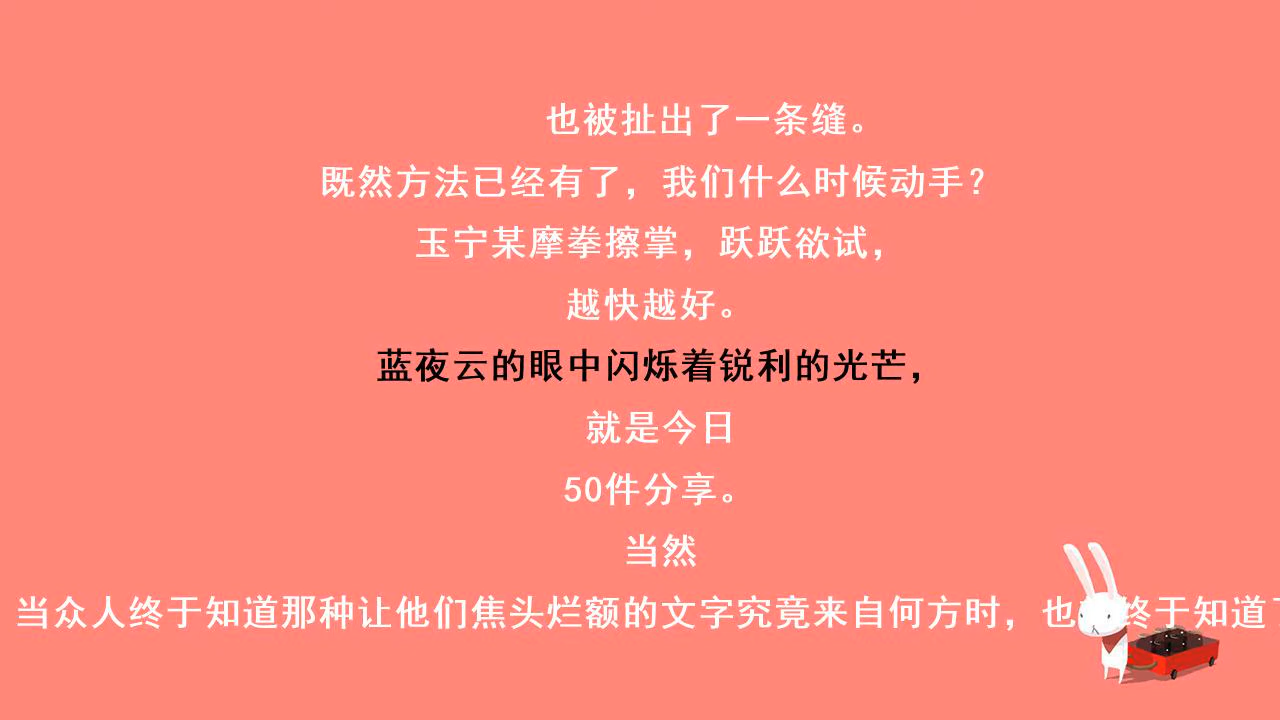 也被扯出了一条缝。
既然方法已经有了，我们什么时候动手？
玉宁某摩拳擦掌，跃跃欲试，
越快越好。
蓝夜云的眼中闪烁着锐利的光芒，
就是今日
50件分享。
当然
当众人终于知道那种让他们焦头烂额的文字究竟来自何方时，也 终于知道